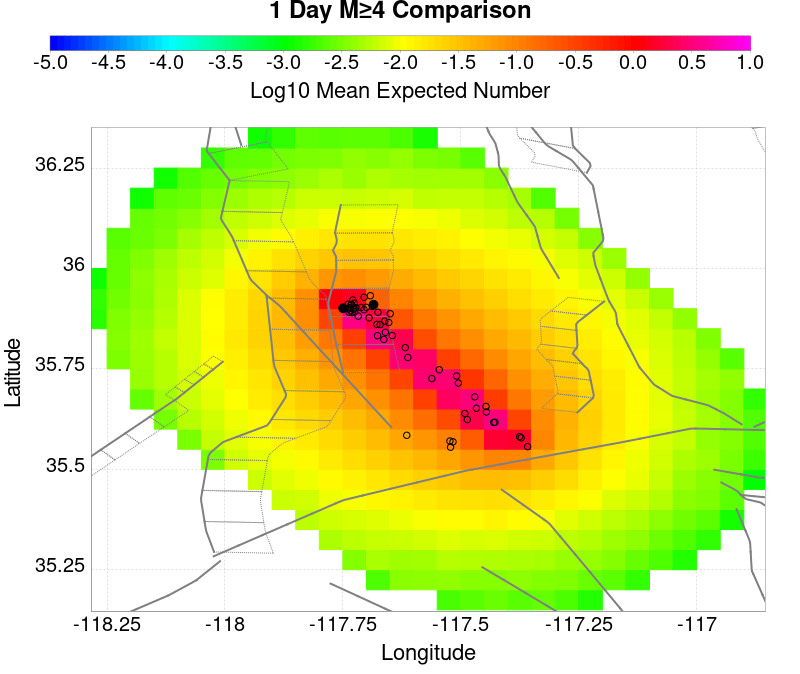 1 Day M≥4 Comparison
-5.0 -4.5 -4.0 -3.5 -3.0 -2.5 -2.0 -1.5 -1.0 -0.5 0.0 0.5 1.0
Log10 Mean Expected Number
36.25
36
35.75
35.5
35.25
Latitude
-118.25 -118 -117.75 -117.5 -117.25 -117
Longitude